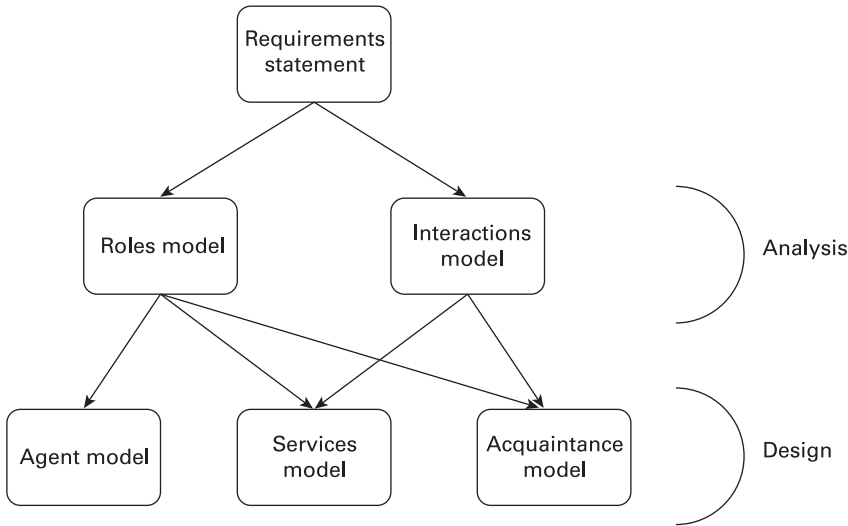 Requirements
statement
Roles model
Interactions
model
Analysis
Agent model
Services
model
Acquaintance
model
Design